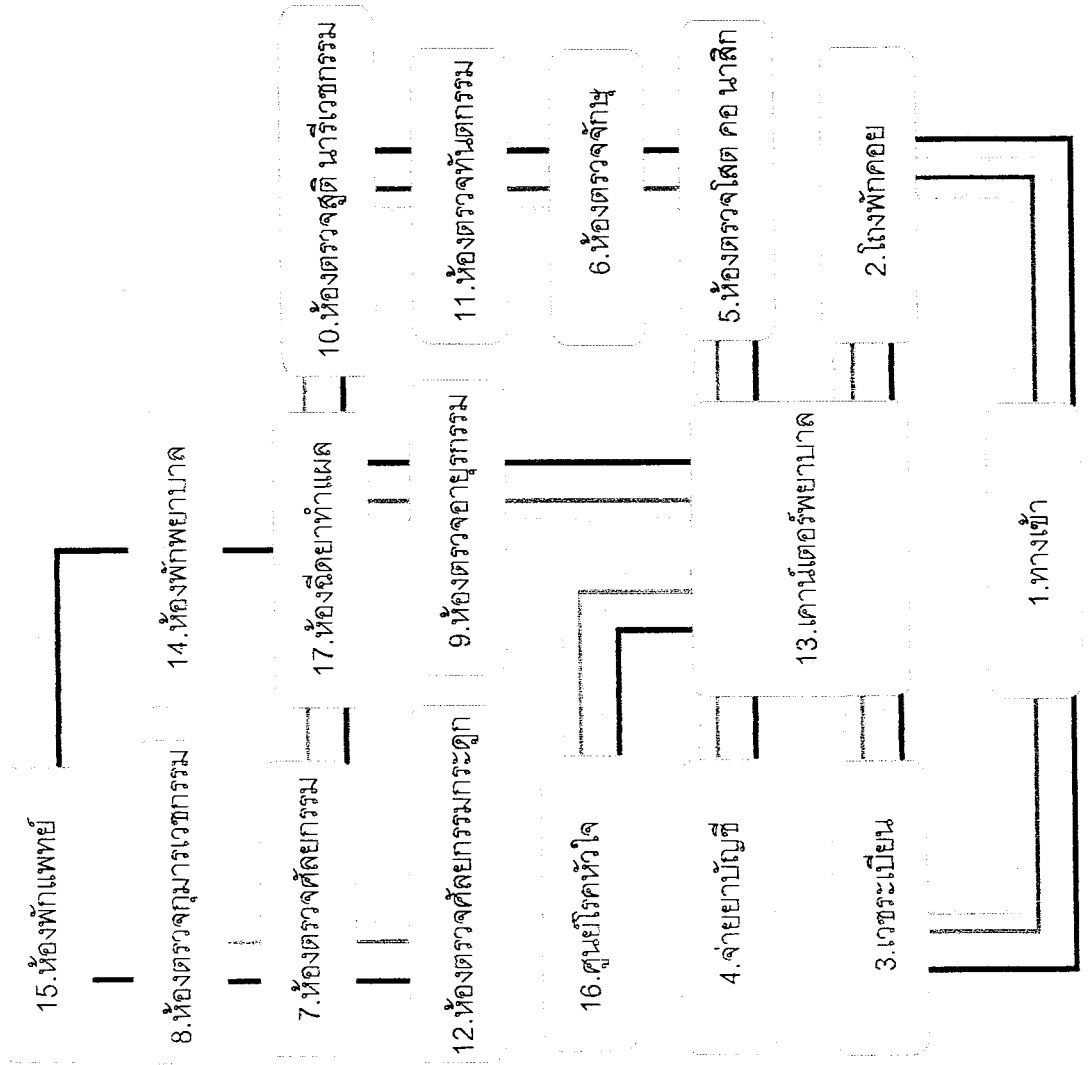 15.ห้องพักแพทย์
8.ห้องตรวจกุมารเวชกรรม
14.ห้องพักพยาบาล
10.ห้องตรวจสูติ นารีเวชกรรม
7.ห้องตรวจศัลยกรรม
17.ห้องฉีดยาทำแผล
11.ห้องตรวจทันตกรรม
12.ห้องตรวจศัลยกรรมกระดูก
9.ห้องตรวจอายุรกรรม
6.ห้องตรวจจักษุ
16.ศูนย์โรคหัวใจ
5.ห้องตรวจโสต คอ นาสิก
4.จ่ายยาบัญชี
13.เคาน์เตอร์พยาบาล
3.เวชระเบียน
2.โถงพักคอย
1.ทางเข้า